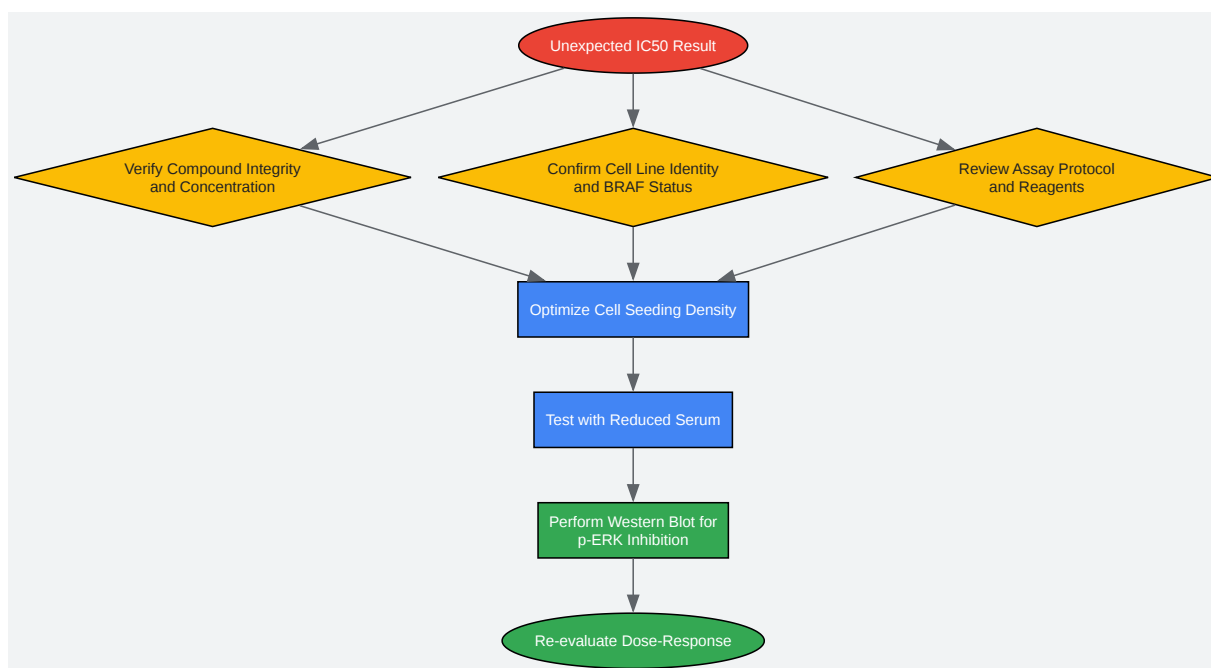 Unexpected IC50 Result
Verify Compound Integrity
and Concentration
Confirm Cell Line Identity
and BRAF Status
Review Assay Protocol
and Reagents
Optimize Cell Seeding Density
Test with Reduced Serum
Perform Western Blot for
p-ERK Inhibition
Re-evaluate Dose-Response